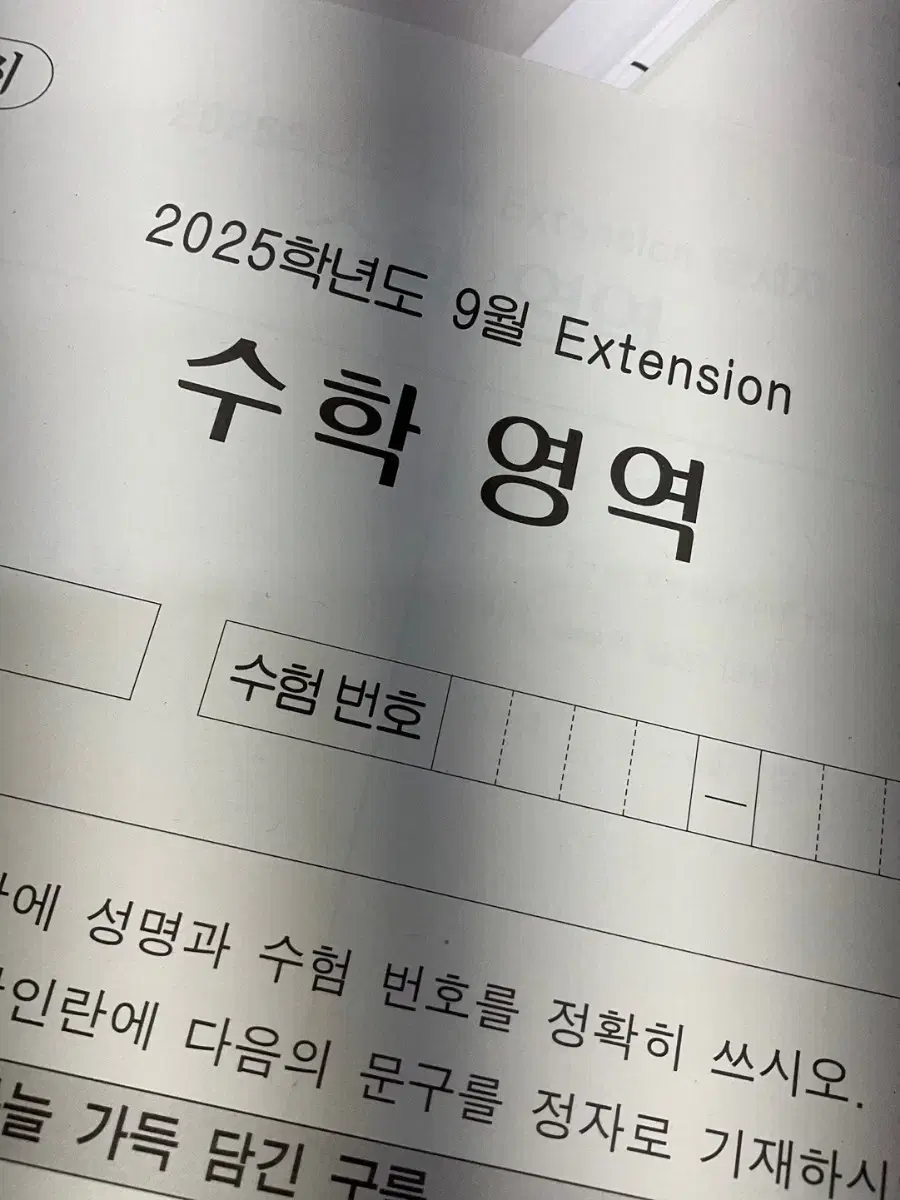 2025학년도 9월 Extension
수학 영역
수험 번호
—
에 성명과 수험 번호를 정확히 쓰시오.
인란에 다음의 문구를 정자로 기재하시
가득 담긴